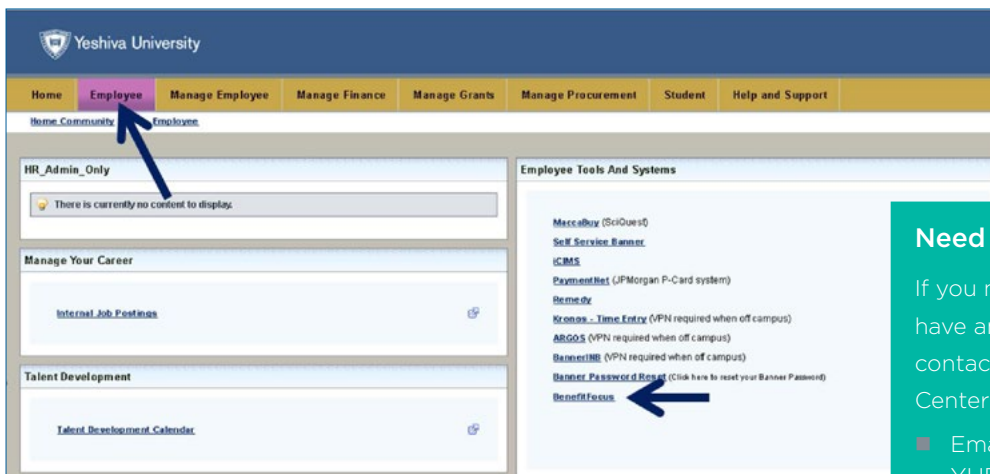 Yeshiva University
Home Employee Manage Employee Manage Finance Manage Grants Manage Procurement Student Help and Support
Home Community Employee
HR_Admin_Only
There is currently no content to display.
Manage Your Career
Internal Job Postings
Talent Development
Talent Development Calendar
Employee Tools And Systems
MaccaBuy (SciQuest)
Self Service Banner
iCIMS
PaymentNet (JPMorgan P-Card system)
Remedy
Kronos - Time Entry (VPN required when off campus)
ARGOS (VPN required when off campus)
BannerINB (VPN required when off campus)
Banner Password Reset (Click here to reset your Banner Password)
BenefitFocus
Need
If you
have
Center